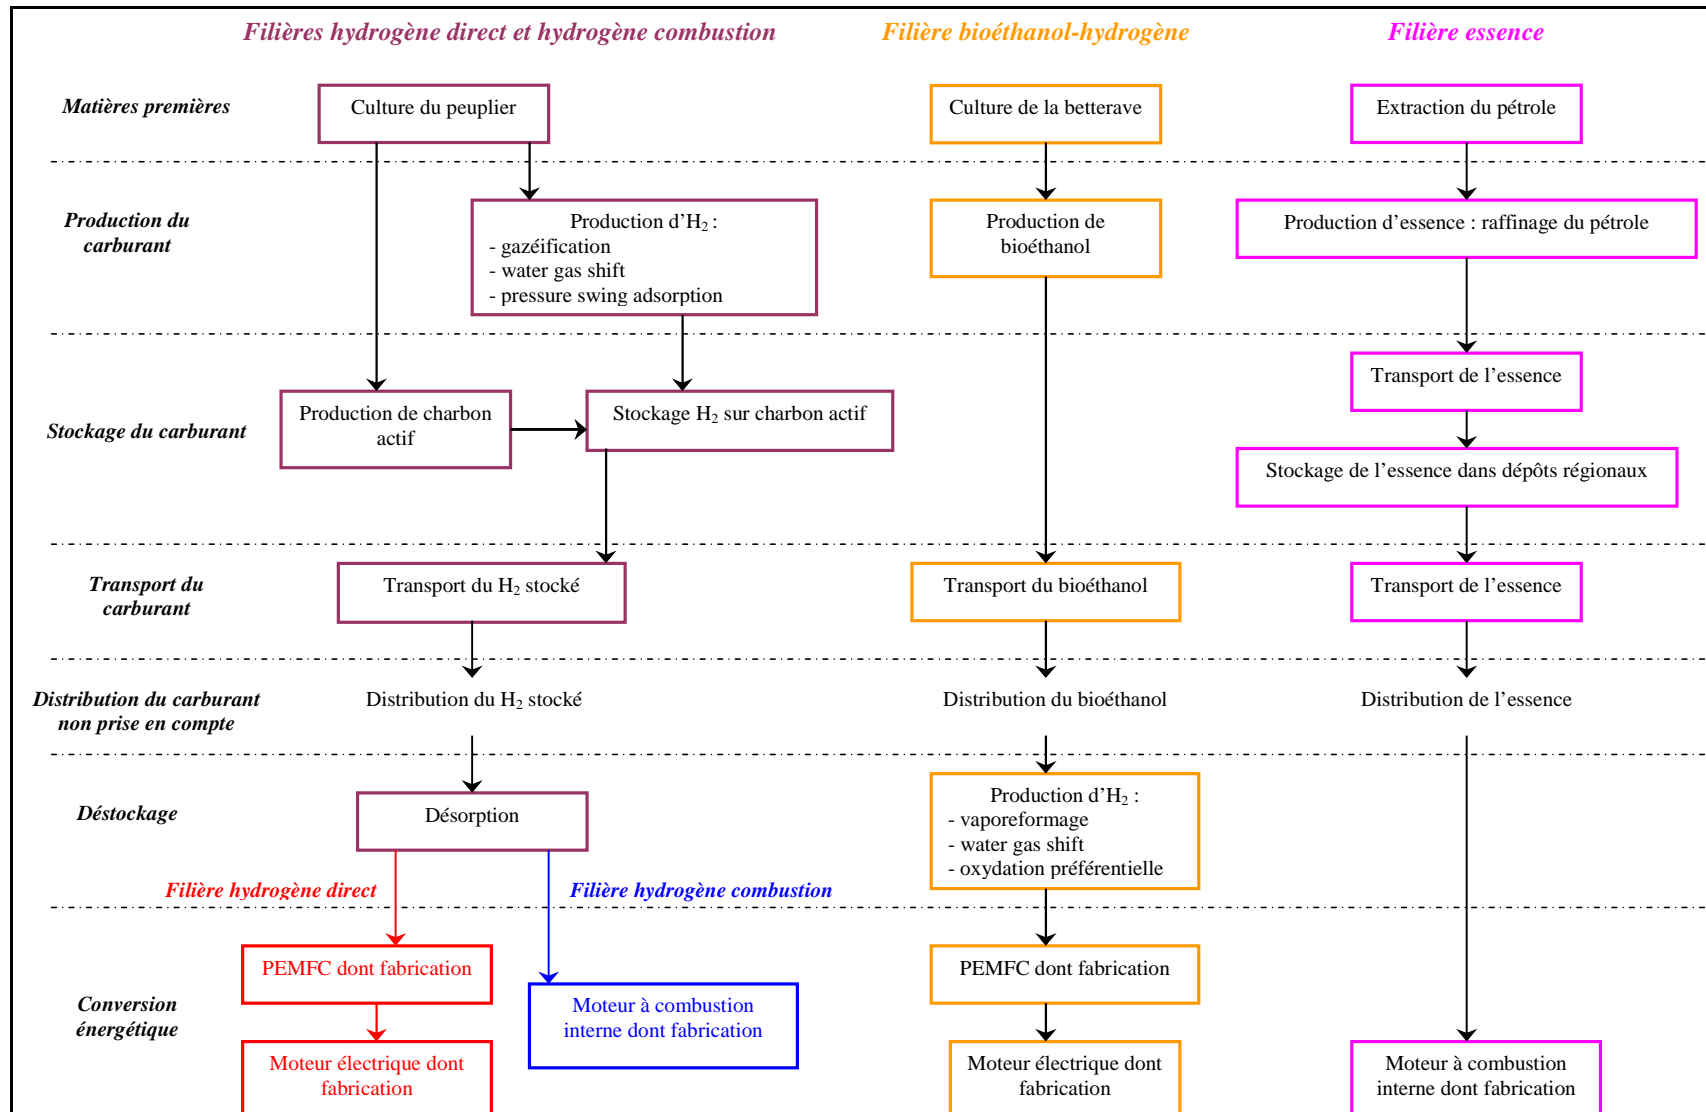 Filières hydrogène direct et hydrogène combustion
Filière bioéthanol-hydrogène
Filière essence
Matières premières
Culture du peuplier
Culture de la betterave
Extraction du pétrole
Production du
carburant
Production d’H₂ :
- gazéification
- water gas shift
- pressure swing adsorption
Production de
bioéthanol
Production d’essence : raffinage du pétrole
Stockage du carburant
Production de charbon
actif
Stockage H₂ sur charbon actif
Transport de l’essence
Stockage de l’essence dans dépôts régionaux
Transport du
carburant
Transport du H₂ stocké
Transport du bioéthanol
Transport de l’essence
Distribution du carburant
non prise en compte
Distribution du H₂ stocké
Distribution du bioéthanol
Distribution de l’essence
Déstockage
Désorption
Production d’H₂ :
- vaporeformage
- water gas shift
- oxydation préférentielle
Filière hydrogène direct
Filière hydrogène combustion
Conversion
énergétique
PEMFC dont fabrication
Moteur à combustion
interne dont fabrication
PEMFC dont fabrication
Moteur électrique dont
fabrication
Moteur électrique dont
fabrication
Moteur à combustion
interne dont fabrication